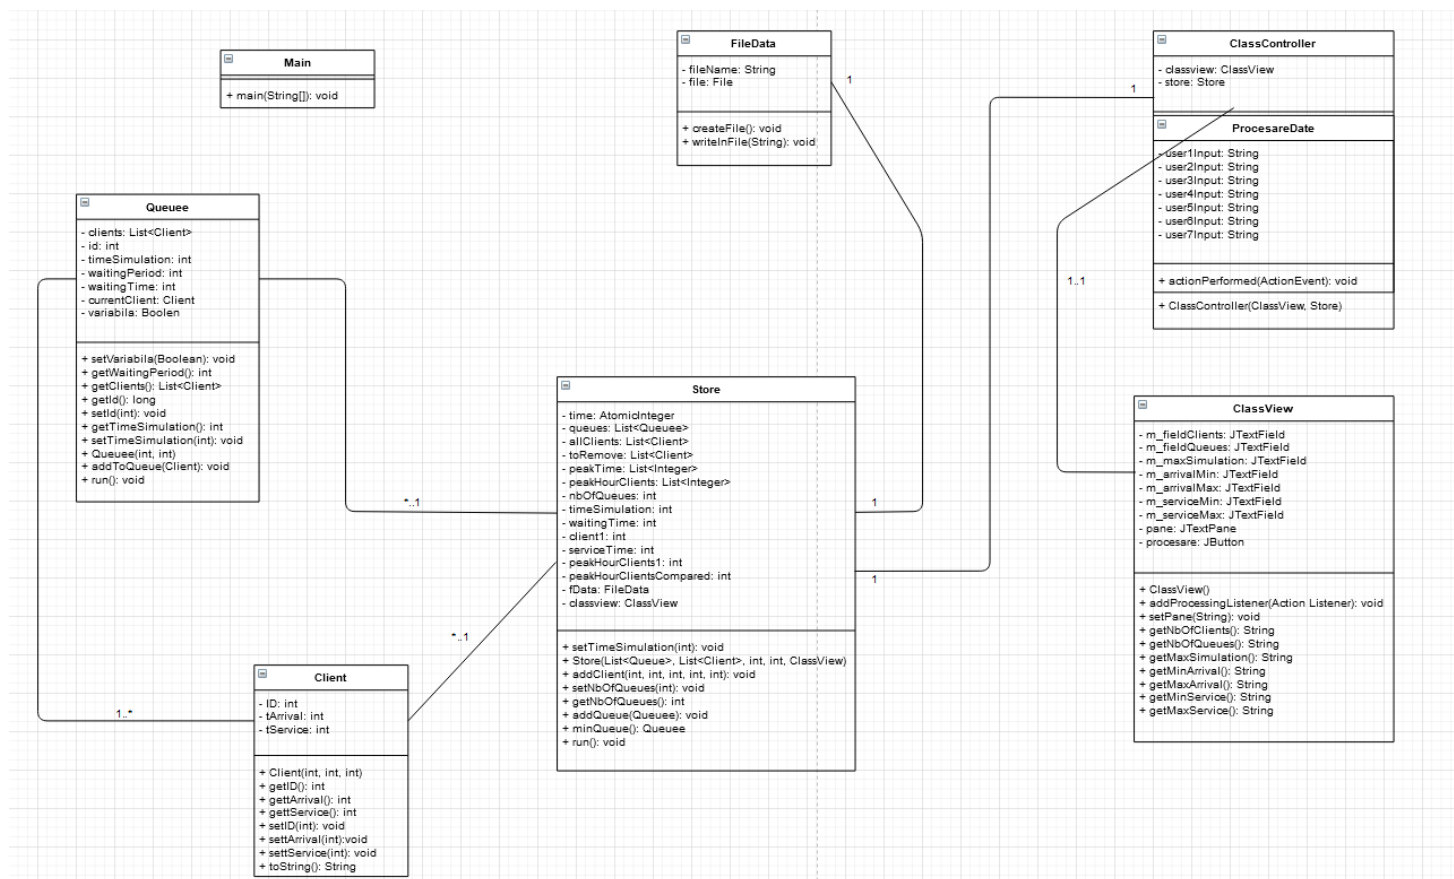 Main
+ main(String[]): void
FileData
- fileName: String
- file: File
+ createFile(): void
+ writeInFile(String): void
1
ClassController
- classview: ClassView
- store: Store
1
ProcesareDate
- user1Input: String
- user2Input: String
- user3Input: String
- user4Input: String
- user5Input: String
- user6Input: String
- user7Input: String
+ actionPerformed(ActionEvent): void
+ ClassController(ClassView, Store)
1..1
Queuee
- clients: List<Client>
- id: int
- timeSimulation: int
- waitingPeriod: int
- waitingTime: int
- currentClient: Client
- variabila: Boolen
+ setVariabila(Boolean): void
+ getWaitingPeriod(): int
+ getClients(): List<Client>
+ getId(): long
+ setId(int): void
+ getTimeSimulation(): int
+ setTimeSimulation(int): void
+ Queuee(int, int)
+ addToQueue(Client): void
+ run(): void
*..1
Store
- time: AtomicInteger
- queues: List<Queuee>
- allClients: List<Client>
- toRemove: List<Client>
- peakTime: List<Integer>
- peakHourClients: List<Integer>
- nbOfQueues: int
- timeSimulation: int
- waitingTime: int
- client1: int
- serviceTime: int
- peakHourClients1: int
- peakHourClientsCompared: int
- fData: FileData
- classview: ClassView
+ setTimeSimulation(int): void
+ Store(List<Queue>, List<Client>, int, int, ClassView)
+ addClient(int, int, int, int, int): void
+ setNbOfQueues(int): void
+ getNbOfQueues(): int
+ addQueue(Queuee): void
+ minQueue(): Queuee
+ run(): void
1
1
ClassView
- m_fieldClients: JTextField
- m_fieldQueues: JTextField
- m_maxSimulation: JTextField
- m_arrivalMin: JTextField
- m_arrivalMax: JTextField
- m_serviceMin: JTextField
- m_serviceMax: JTextField
- pane: JTextPane
- procesare: JButton
+ ClassView()
+ addProcessingListener(Action Listener): void
+ setPane(String): void
+ getNbOfClients(): String
+ getNbOfQueues(): String
+ getMaxSimulation(): String
+ getMinArrival(): String
+ getMaxArrival(): String
+ getMinService(): String
+ getMaxService(): String
*..1
1..*
Client
- ID: int
- tArrival: int
- tService: int
+ Client(int, int, int)
+ getID(): int
+ gettArrival(): int
+ gettService(): int
+ setID(int): void
+ settArrival(int):void
+ settService(int): void
+ toString(): String